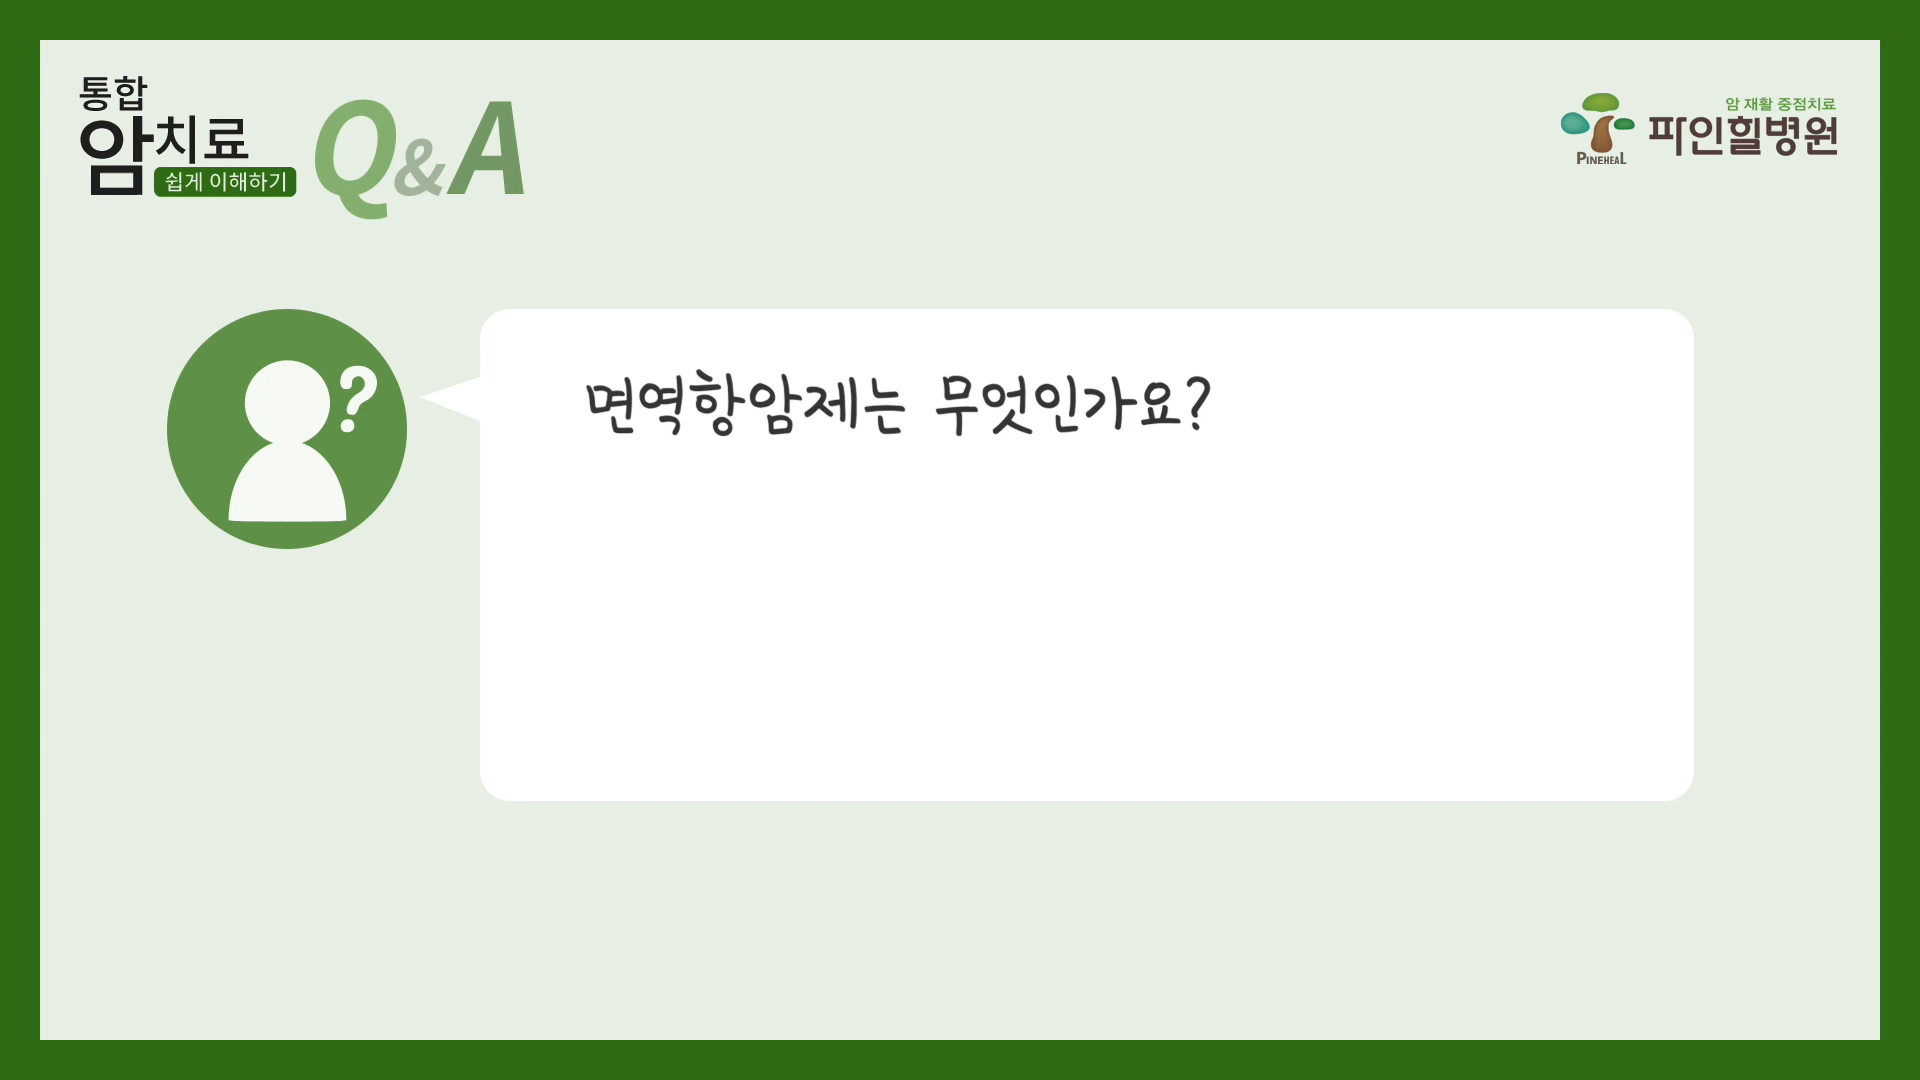 통합
암치료
쉽게 이해하기
Q&A
암 재활 중점치료
파인힐병원
PINEHEAL
면역항암제는 무엇인가요?